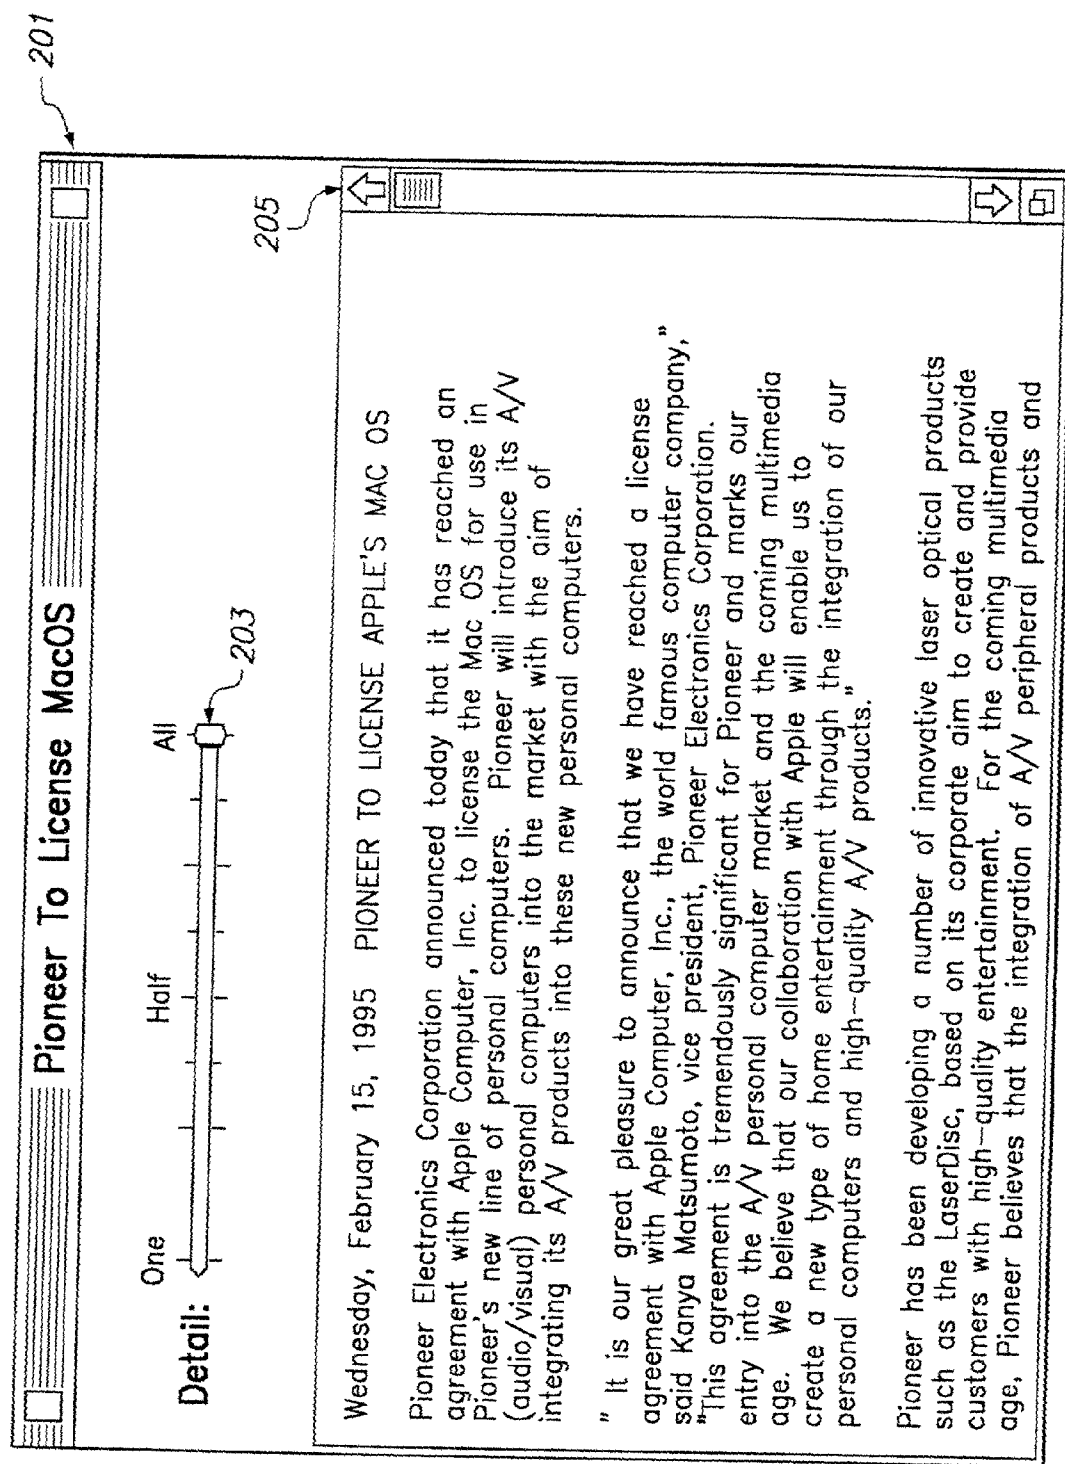 201
Pioneer To License MacOS
Detail:
One
Half
All
203
205
Wednesday, February 15, 1995 PIONEER TO LICENSE APPLE'S MAC OS
Pioneer Electronics Corporation announced today that it has reached an
agreement with Apple Computer, Inc. to license the Mac OS for use in
Pioneer's new line of personal computers. Pioneer will introduce its A/V
(audio/visual) personal computers into the market with the aim of
integrating its A/V products into these new personal computers.
" It is our great pleasure to announce that we have reached a license
agreement with Apple Computer, Inc., the world famous computer company,"
said Kanya Matsumoto, vice president, Pioneer Electronics Corporation.
"This agreement is tremendously significant for Pioneer and marks our
entry into the A/V personal computer market and the coming multimedia
age. We believe that our collaboration with Apple will enable us to
create a new type of home entertainment through the integration of our
personal computers and high--quality A/V products."
Pioneer has been developing a number of innovative laser optical products
such as the LaserDisc, based on its corporate aim to create and provide
customers with high--quality entertainment. For the coming multimedia
age, Pioneer believes that the integration of A/V peripheral products and